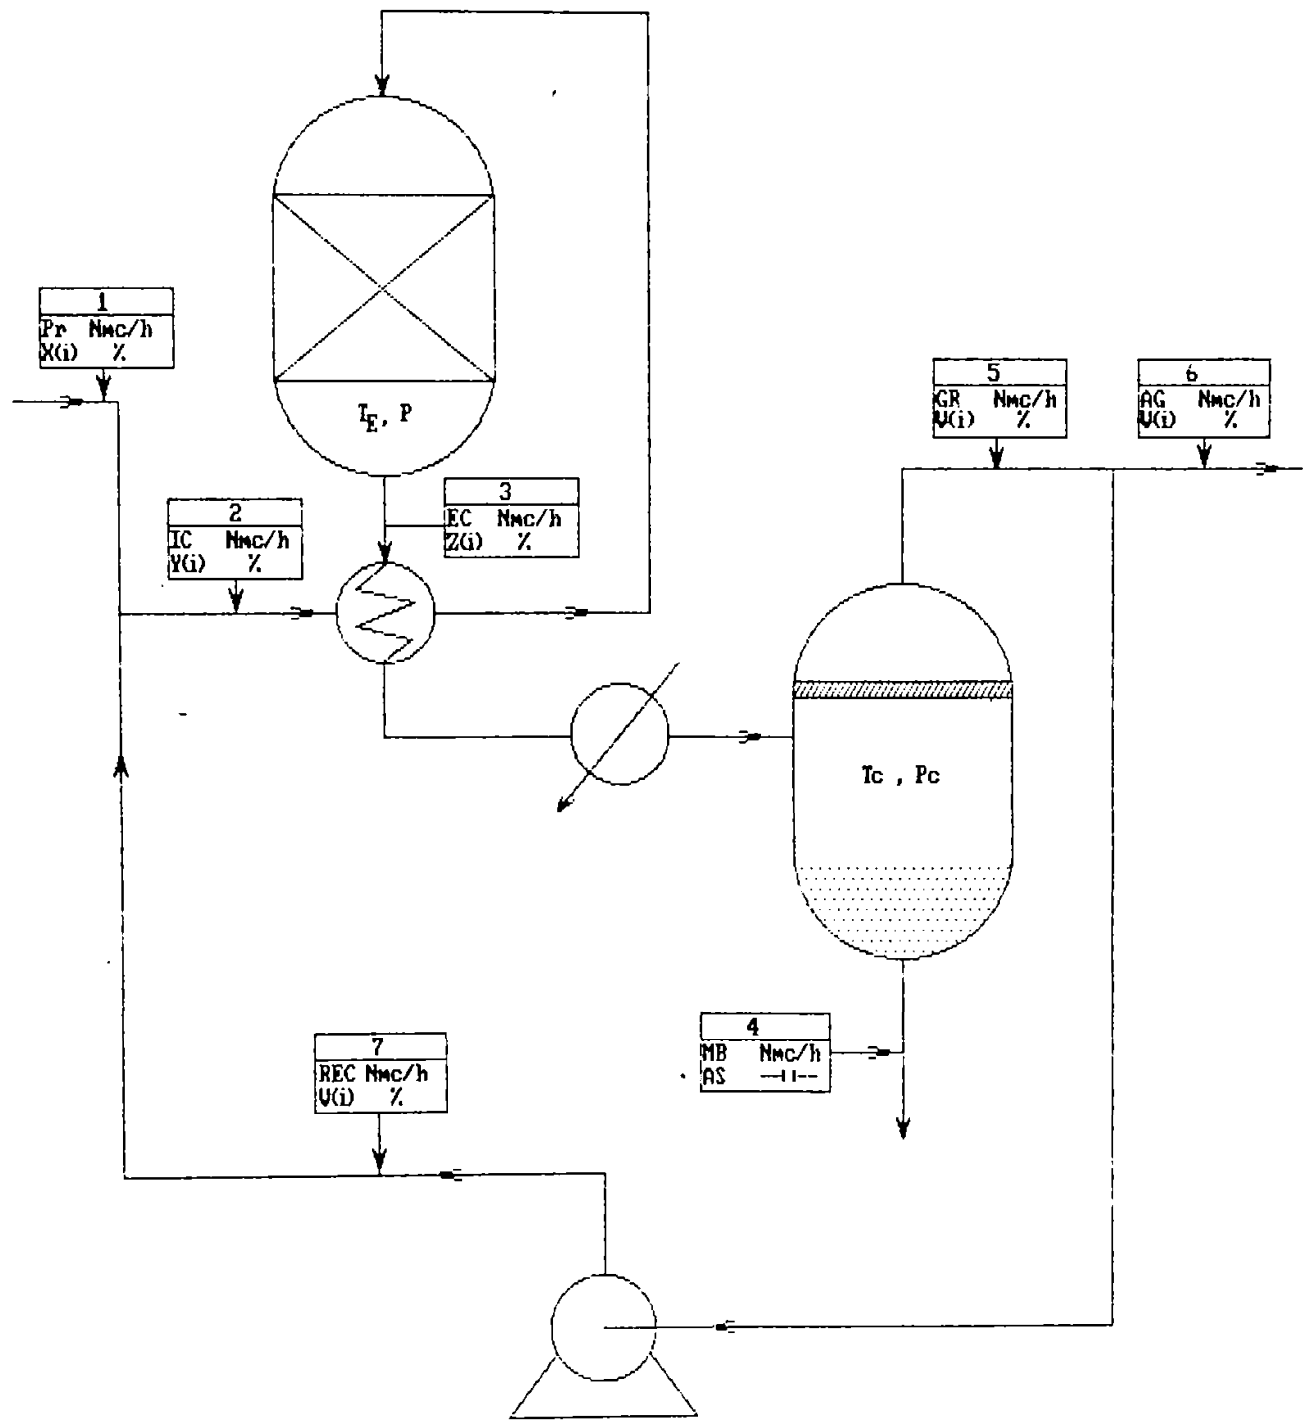 1
Pr Nmc/h
X(i) %
T_E, P
5
GR Nmc/h
V(i) %
6
AG Nmc/h
V(i) %
3
EC Nmc/h
Z(i) %
2
IC Nmc/h
Y(i) %
Tc , Pc
4
MB Nmc/h
AS --||--
7
REC Nmc/h
V(i) %